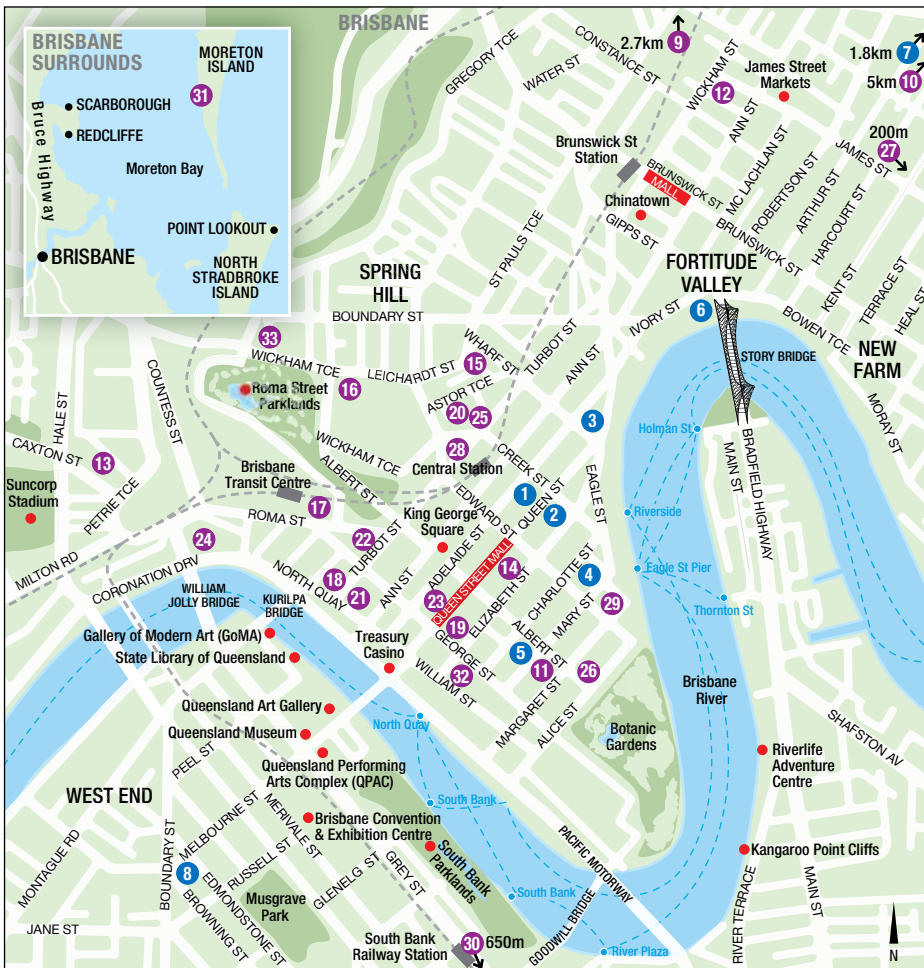 BRISBANE
BRISBANE
SURROUNDS
MORETON
ISLAND
31
SCARBOROUGH
REDCLIFFE
Bruce Highway
Moreton Bay
POINT LOOKOUT
BRISBANE
NORTH
STRADBROKE
ISLAND
2.7km 9
CONSTANCE ST
GREGORY TCE
WATER ST
WICKHAM ST
12
James Street
Markets
1.8km 7
5km 10
ANN ST
200m
27
JAMES ST
Brunswick St
Station
BRUNSWICK ST
MALL
MC LACHLAN ST
ROBERTSON ST
ARTHUR ST
HARCOURT ST
Chinatown
GIPPS ST
BRUNSWICK ST
KENT ST
TERRACE ST
HEAL ST
ST PAULS TCE
SPRING
HILL
BOUNDARY ST
FORTITUDE
VALLEY
IVORY ST
6
BOWEN TCE
NEW
FARM
MORAY ST
STORY BRIDGE
TURBOT ST
ANN ST
33
WICKHAM TCE
LEICHARDT ST
15
WHARF ST
16
Roma Street
Parklands
ASTOR TCE
20
25
3
Holman St
MAIN ST
BRADFIELD HIGHWAY
HALE ST
COUNTESS ST
CAXTON ST
13
PETRIE TCE
Suncorp
Stadium
WICKHAM TCE
ALBERT ST
28
Central Station
CREEK ST
EAGLE ST
Brisbane
Transit Centre
17
ROMA ST
King George
Square
EDWARD ST
1
QUEEN ST
2
Riverside
24
22
TURBOT ST
ADELAIDE ST
QUEEN STREET MALL
14
MILTON RD
CORONATION DRV
NORTH QUAY
18
21
ANN ST
23
19
ELIZABETH ST
CHARLOTTE ST
4
Eagle St Pier
MARY ST
29
Thornton St
WILLIAM
JOLLY BRIDGE
KURILPA
BRIDGE
Gallery of Modern Art (GoMA)
State Library of Queensland
Treasury
Casino
GEORGE ST
ALBERT ST
5
32
11
26
WILLIAM ST
MARGARET ST
ALICE ST
Brisbane
River
Queensland Art Gallery
North Quay
Botanic
Gardens
SHAFSTON AV
Queensland Museum
Queensland Performing
Arts Complex (QPAC)
Riverlife
Adventure
Centre
PEEL ST
WEST END
MERIVALE ST
MELBOURNE ST
South Bank
Brisbane Convention
& Exhibition Centre
PACIFIC MOTORWAY
Kangaroo Point Cliffs
MONTAGUE RD
BOUNDARY ST
8
RUSSELL ST
EDMONDSTONE ST
BROWNING ST
GLENELG ST
GREY ST
South Bank
Parklands
Musgrave
Park
South Bank
GOODWILL BRIDGE
RIVER TERRACE
MAIN ST
JANE ST
South Bank
Railway Station
30 650m
River Plaza
N